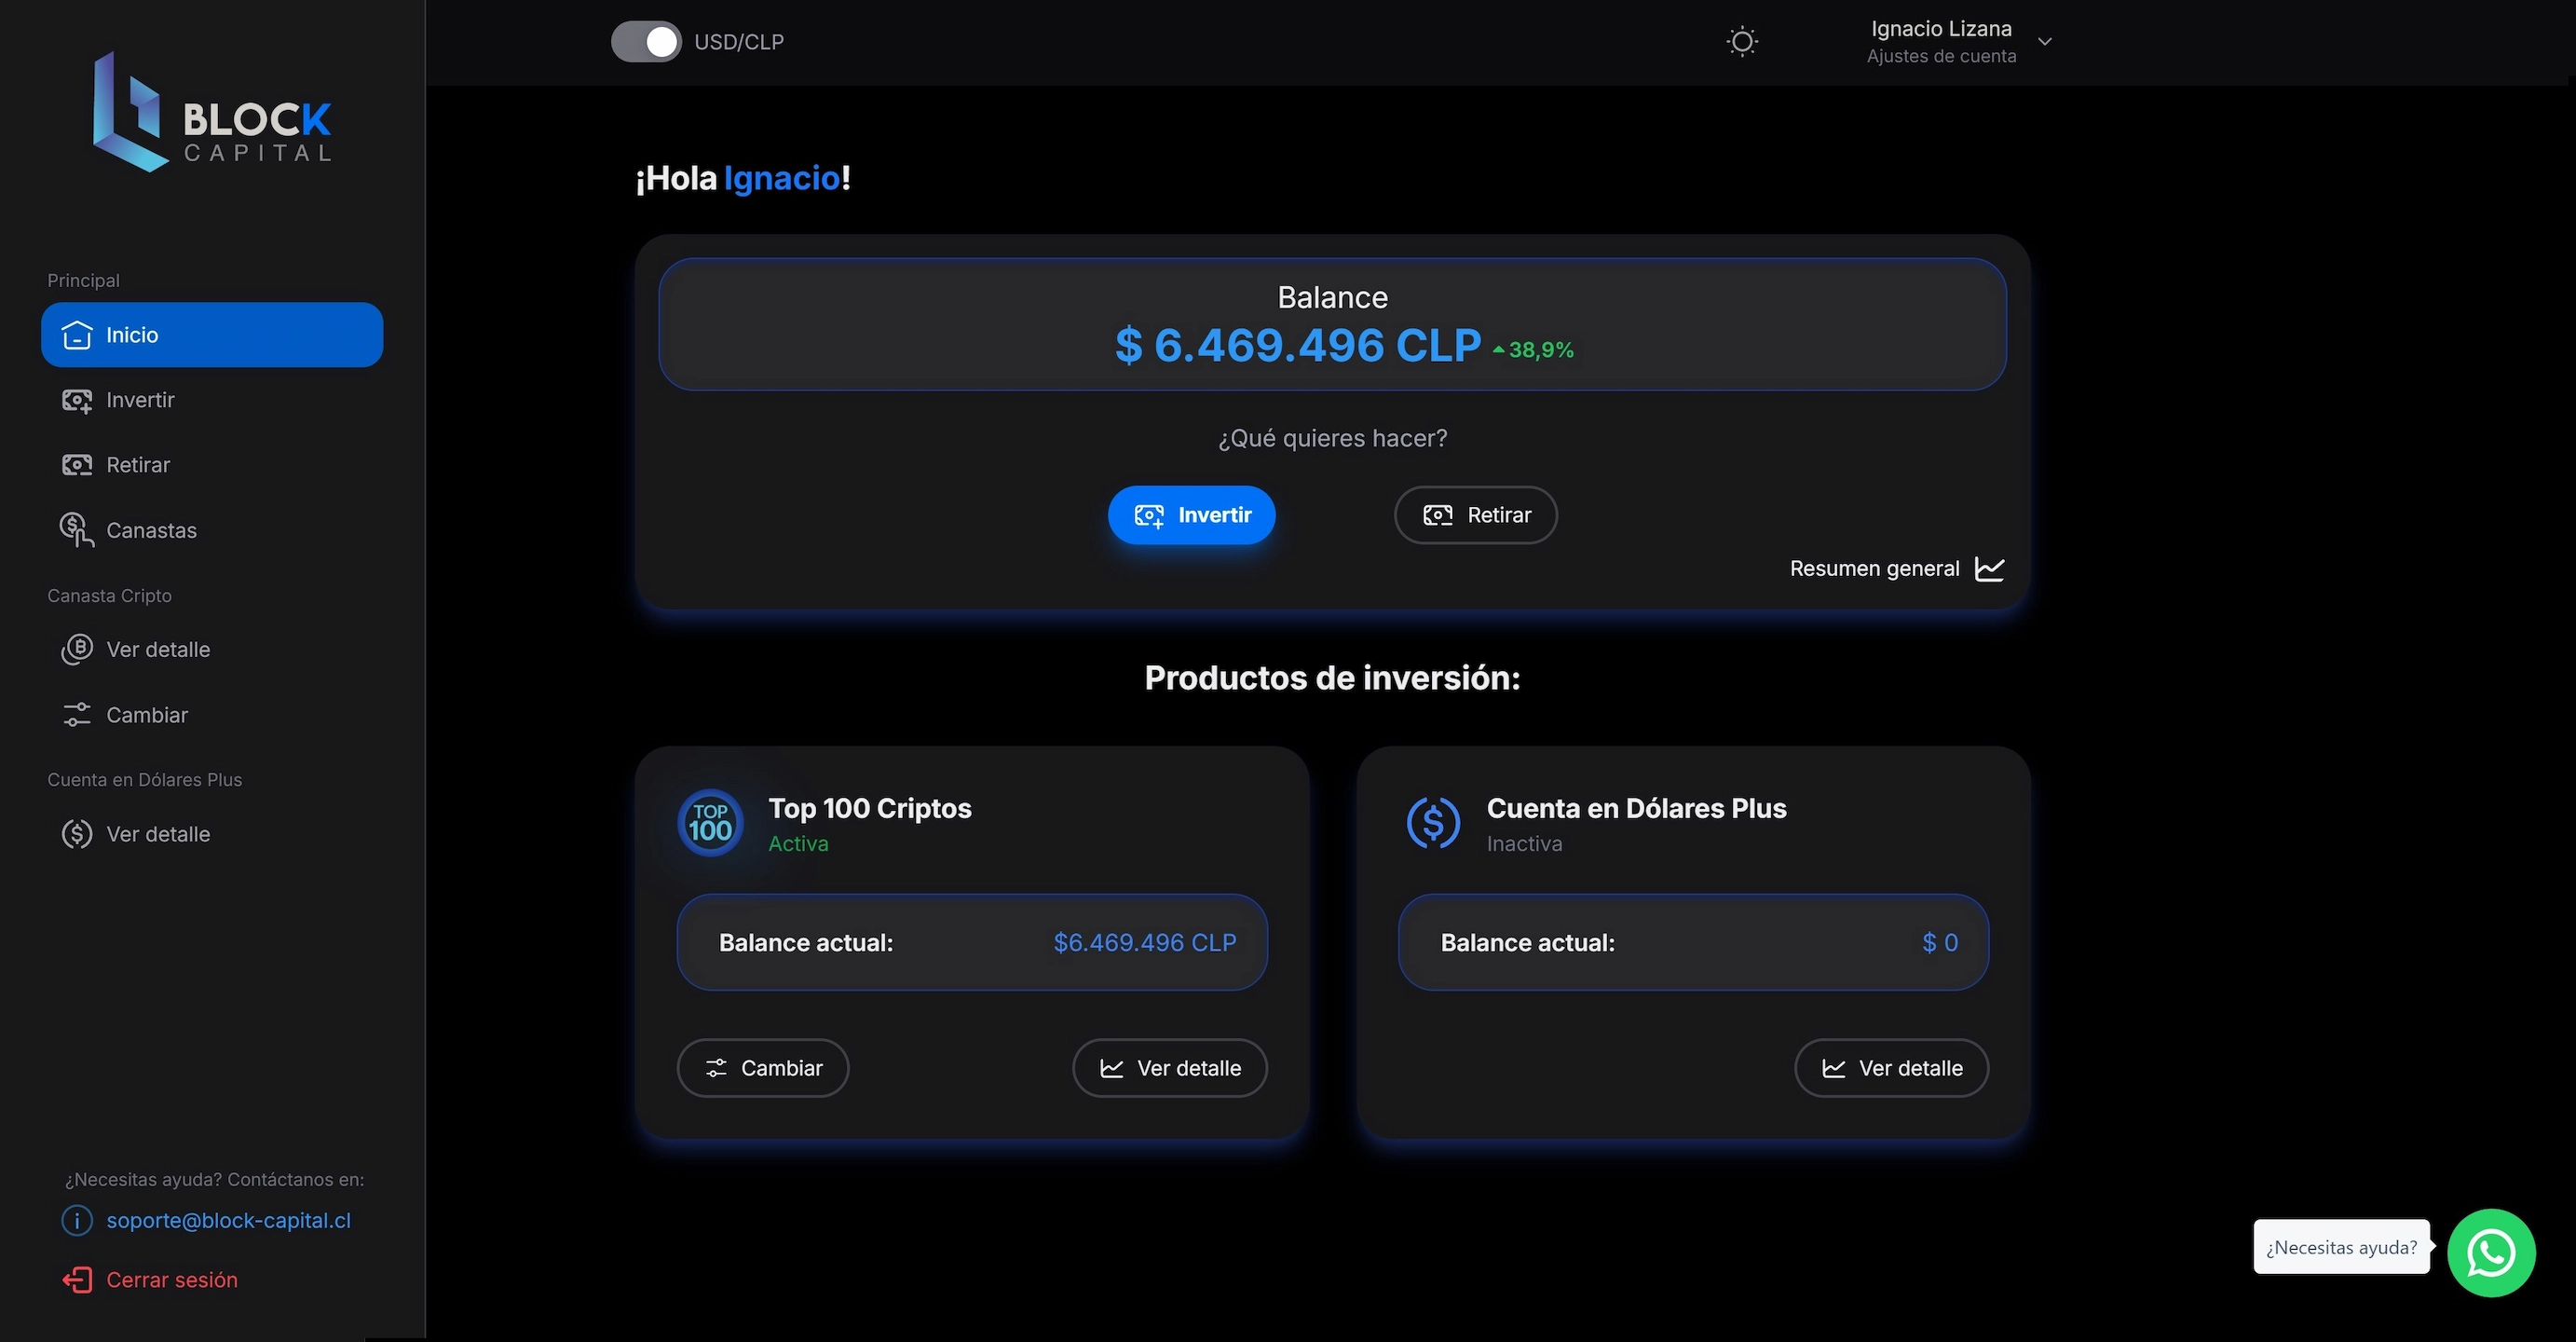 BLOCK
CAPITAL
Principal
Inicio
Invertir
Retirar
Canastas
Canasta Cripto
Ver detalle
Cambiar
Cuenta en Dólares Plus
Ver detalle
¿Necesitas ayuda? Contáctanos en:
soporte@block-capital.cl
Cerrar sesión
USD/CLP
Ignacio Lizana
Ajustes de cuenta
¡Hola Ignacio!
Balance
$ 6.469.496 CLP 38,9%
¿Qué quieres hacer?
Invertir
Retirar
Resumen general
Productos de inversión:
TOP
100
Top 100 Criptos
Activa
Balance actual: $6.469.496 CLP
Cambiar
Ver detalle
Cuenta en Dólares Plus
Inactiva
Balance actual: $ 0
Ver detalle
¿Necesitas ayuda?